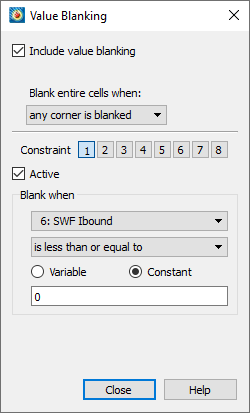 Value Blanking
Include value blanking
Blank entire cells when:
any corner is blanked
Constraint 1 2 3 4 5 6 7 8
Active
Blank when
6: SWF Ibound
is less than or equal to
Variable Constant
0
Close Help